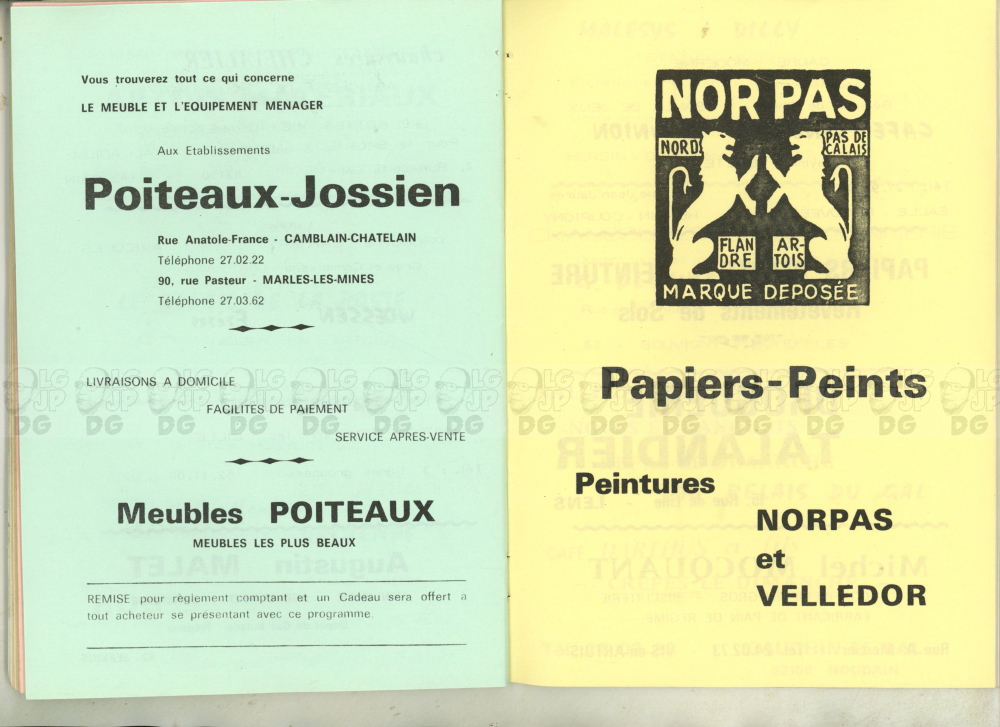 Vous trouverez tout ce qui concerne
LE MEUBLE ET L'EQUIPEMENT MENAGER
Aux Etablissements
Poiteaux-Jossien
Rue Anatole-France - CAMBLAIN-CHATELAIN
Téléphone 27.02.22
90, rue Pasteur - MARLES-LES-MINES
Téléphone 27.03.62
LIVRAISONS A DOMICILE
FACILITES DE PAIEMENT
SERVICE APRES-VENTE
Meubles POITEAUX
MEUBLES LES PLUS BEAUX
REMISE pour règlement comptant et un Cadeau sera offert a
tout acheteur se présentant avec ce programme.
NOR PAS
NORD
PAS DE
CALAIS
FLAN
DRE
AR-
TOIS
MARQUE DEPOSÉE
Papiers-Peints
Peintures
NORPAS
et
VELLEDOR